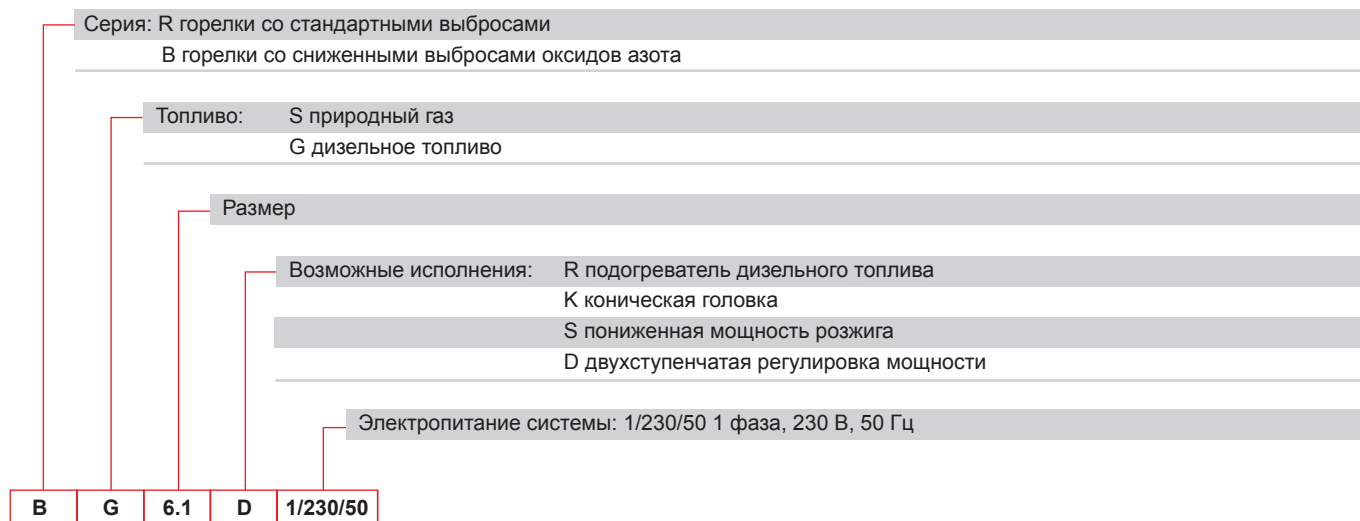 Серия: R горелки со стандартными выбросами
B горелки со сниженными выбросами оксидов азота
Топливо: S природный газ
G дизельное топливо
Размер
Возможные исполнения: R подогреватель дизельного топлива
K коническая головка
S пониженная мощность розжига
D двухступенчатая регулировка мощности
Электропитание системы: 1/230/50 1 фаза, 230 В, 50 Гц
B G 6.1 D 1/230/50